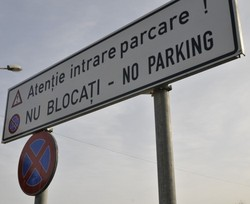 Atenție intrare parcare !
NU BLOCAȚI - NO PARKING